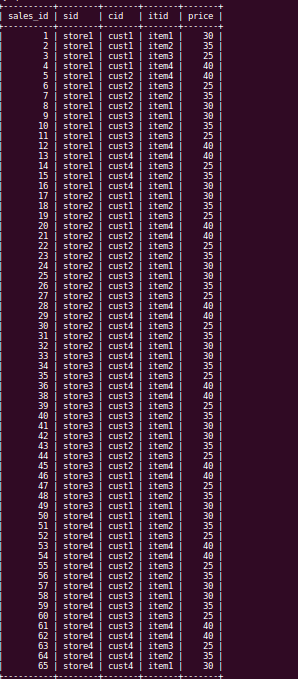 +----------+--------+-------+-------+-------+
| sales_id | sid    | cid   | itid  | price |
+----------+--------+-------+-------+-------+
| 1 | store1 | cust1 | item1 | 30 |
| 2 | store1 | cust1 | item2 | 35 |
| 3 | store1 | cust1 | item3 | 25 |
| 4 | store1 | cust1 | item4 | 40 |
| 5 | store1 | cust2 | item4 | 40 |
| 6 | store1 | cust2 | item3 | 25 |
| 7 | store1 | cust2 | item2 | 35 |
| 8 | store1 | cust2 | item1 | 30 |
| 9 | store1 | cust3 | item1 | 30 |
| 10 | store1 | cust3 | item2 | 35 |
| 11 | store1 | cust3 | item3 | 25 |
| 12 | store1 | cust3 | item4 | 40 |
| 13 | store1 | cust4 | item4 | 40 |
| 14 | store1 | cust4 | item3 | 25 |
| 15 | store1 | cust4 | item2 | 35 |
| 16 | store1 | cust4 | item1 | 30 |
| 17 | store2 | cust1 | item1 | 30 |
| 18 | store2 | cust1 | item2 | 35 |
| 19 | store2 | cust1 | item3 | 25 |
| 20 | store2 | cust1 | item4 | 40 |
| 21 | store2 | cust2 | item4 | 40 |
| 22 | store2 | cust2 | item3 | 25 |
| 23 | store2 | cust2 | item2 | 35 |
| 24 | store2 | cust2 | item1 | 30 |
| 25 | store2 | cust3 | item1 | 30 |
| 26 | store2 | cust3 | item2 | 35 |
| 27 | store2 | cust3 | item3 | 25 |
| 28 | store2 | cust3 | item4 | 40 |
| 29 | store2 | cust4 | item4 | 40 |
| 30 | store2 | cust4 | item3 | 25 |
| 31 | store2 | cust4 | item2 | 35 |
| 32 | store2 | cust4 | item1 | 30 |
| 33 | store3 | cust4 | item1 | 30 |
| 34 | store3 | cust4 | item2 | 35 |
| 35 | store3 | cust4 | item3 | 25 |
| 36 | store3 | cust4 | item4 | 40 |
| 38 | store3 | cust3 | item4 | 40 |
| 39 | store3 | cust3 | item3 | 25 |
| 40 | store3 | cust3 | item2 | 35 |
| 41 | store3 | cust3 | item1 | 30 |
| 42 | store3 | cust2 | item1 | 30 |
| 43 | store3 | cust2 | item2 | 35 |
| 44 | store3 | cust2 | item3 | 25 |
| 45 | store3 | cust2 | item4 | 40 |
| 46 | store3 | cust1 | item4 | 40 |
| 47 | store3 | cust1 | item3 | 25 |
| 48 | store3 | cust1 | item2 | 35 |
| 49 | store3 | cust1 | item1 | 30 |
| 50 | store4 | cust1 | item1 | 30 |
| 51 | store4 | cust1 | item2 | 35 |
| 52 | store4 | cust1 | item3 | 25 |
| 53 | store4 | cust1 | item4 | 40 |
| 54 | store4 | cust2 | item4 | 40 |
| 55 | store4 | cust2 | item3 | 25 |
| 56 | store4 | cust2 | item2 | 35 |
| 57 | store4 | cust2 | item1 | 30 |
| 58 | store4 | cust3 | item1 | 30 |
| 59 | store4 | cust3 | item2 | 35 |
| 60 | store4 | cust3 | item3 | 25 |
| 61 | store4 | cust3 | item4 | 40 |
| 62 | store4 | cust4 | item4 | 40 |
| 63 | store4 | cust4 | item3 | 25 |
| 64 | store4 | cust4 | item2 | 35 |
| 65 | store4 | cust4 | item1 | 30 |
+----------+--------+-------+-------+-------+